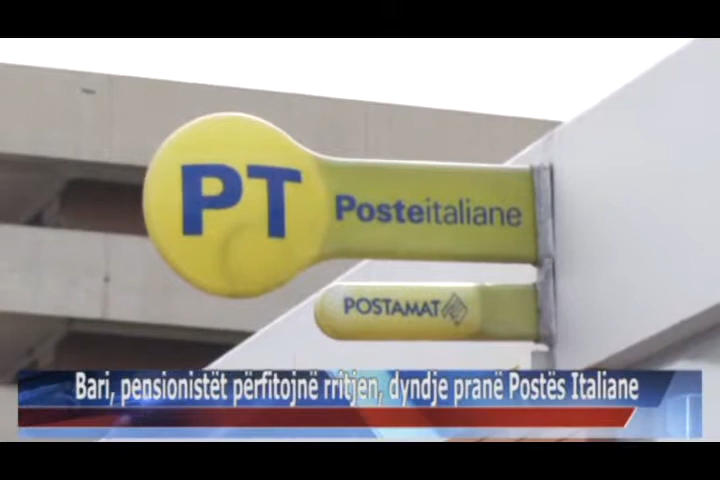 PT
Posteitaliane
POSTAMAT
Bari, pensionistët përfitojnë rritjen, dyndje pranë Postës Italiane